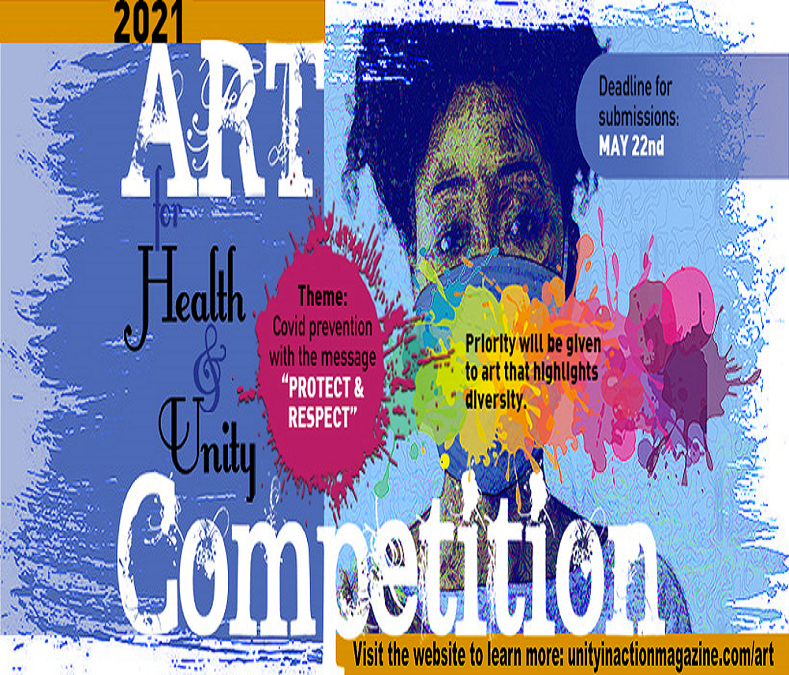 2021
ART
for
Health
&
Unity
Competition
Theme:
Covid prevention
with the message
“PROTECT &
RESPECT”
Deadline for
submissions:
MAY 22nd
Priority will be given
to art that highlights
diversity.
Visit the website to learn more: unityinactionmagazine.com/art